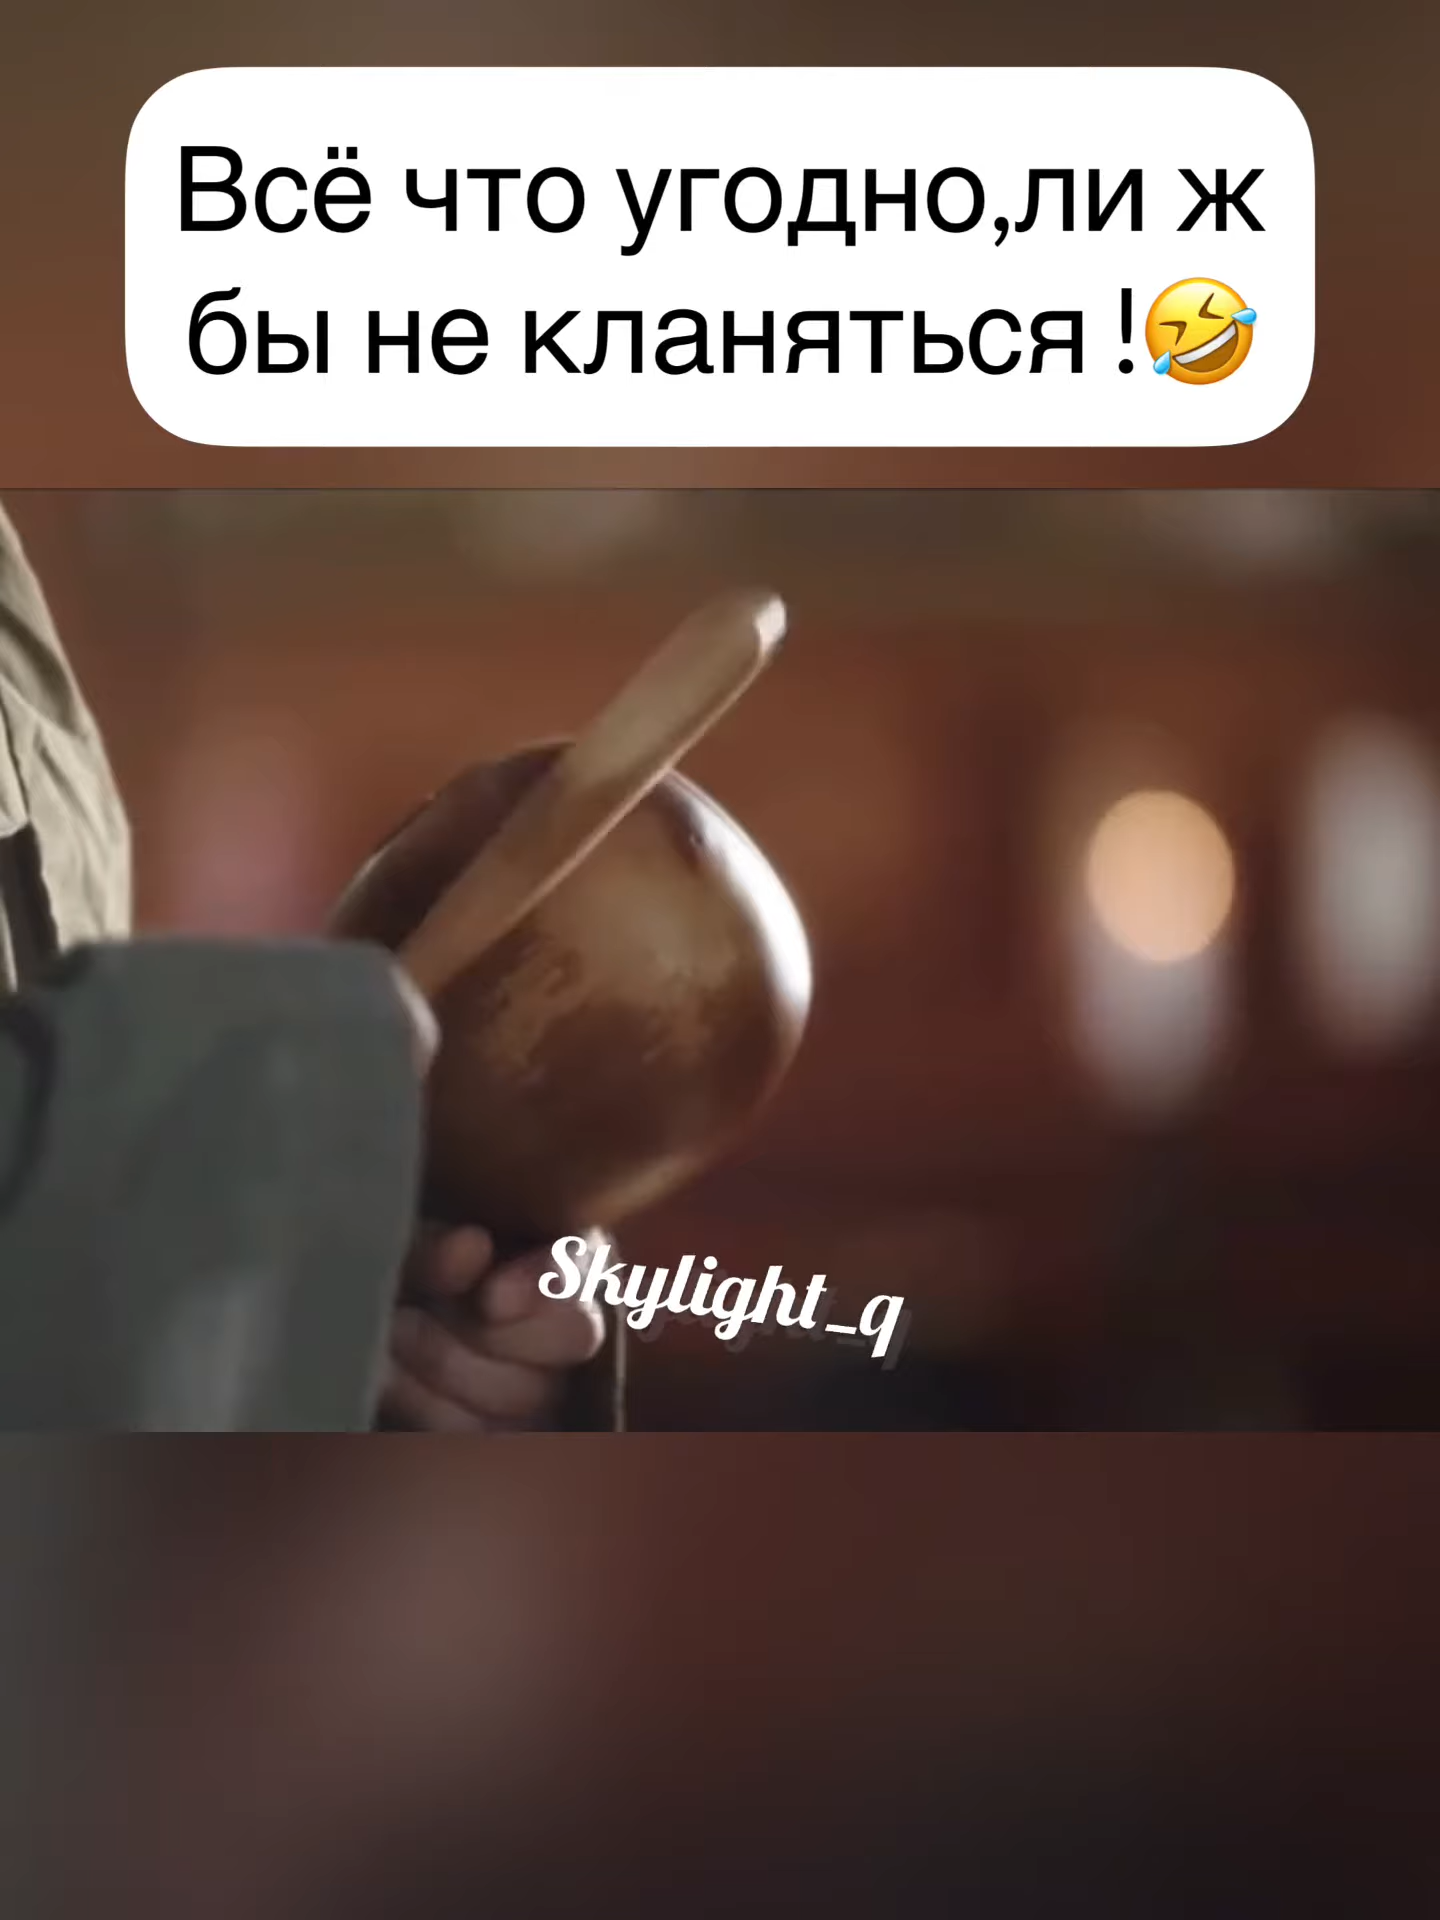 Всё что угодно,ли ж
бы не кланяться !🤣
Skylight_q